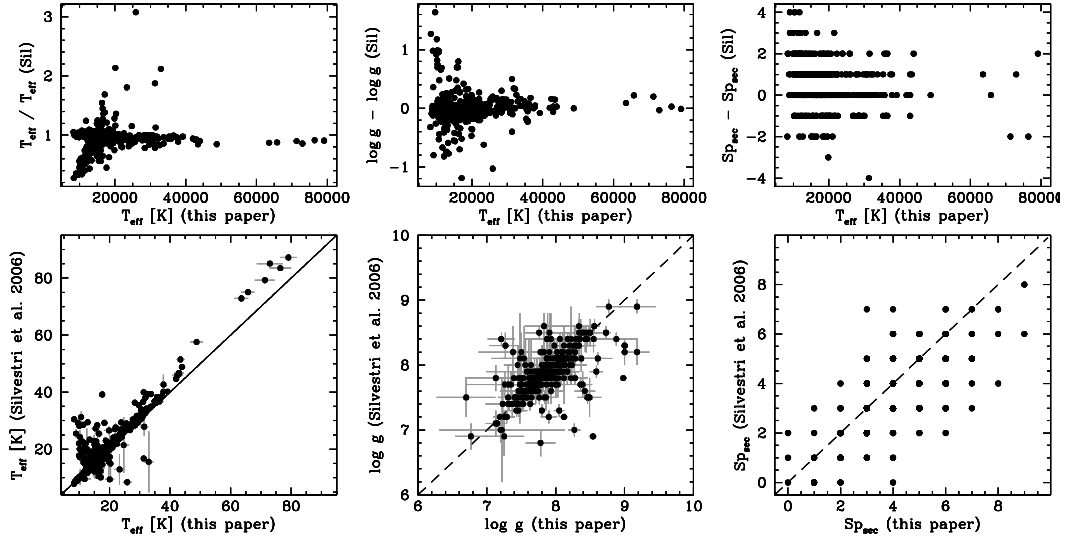 T_eff / T_eff (Sil)
3
2
1
20000 40000 60000 80000
T_eff [K] (this paper)
log g − log g (Sil)
1
0
−1
20000 40000 60000 80000
T_eff [K] (this paper)
Sp_sec − Sp_sec (Sil)
4
2
0
−2
−4
20000 40000 60000 80000
T_eff [K] (this paper)
T_eff [K] (Silvestri et al. 2006)
80
60
40
20
20 40 60 80
T_eff [K] (this paper)
log g (Silvestri et al. 2006)
10
9
8
7
6
6 7 8 9 10
log g (this paper)
Sp_sec (Silvestri et al. 2006)
8
6
4
2
0
0 2 4 6 8
Sp_sec (this paper)